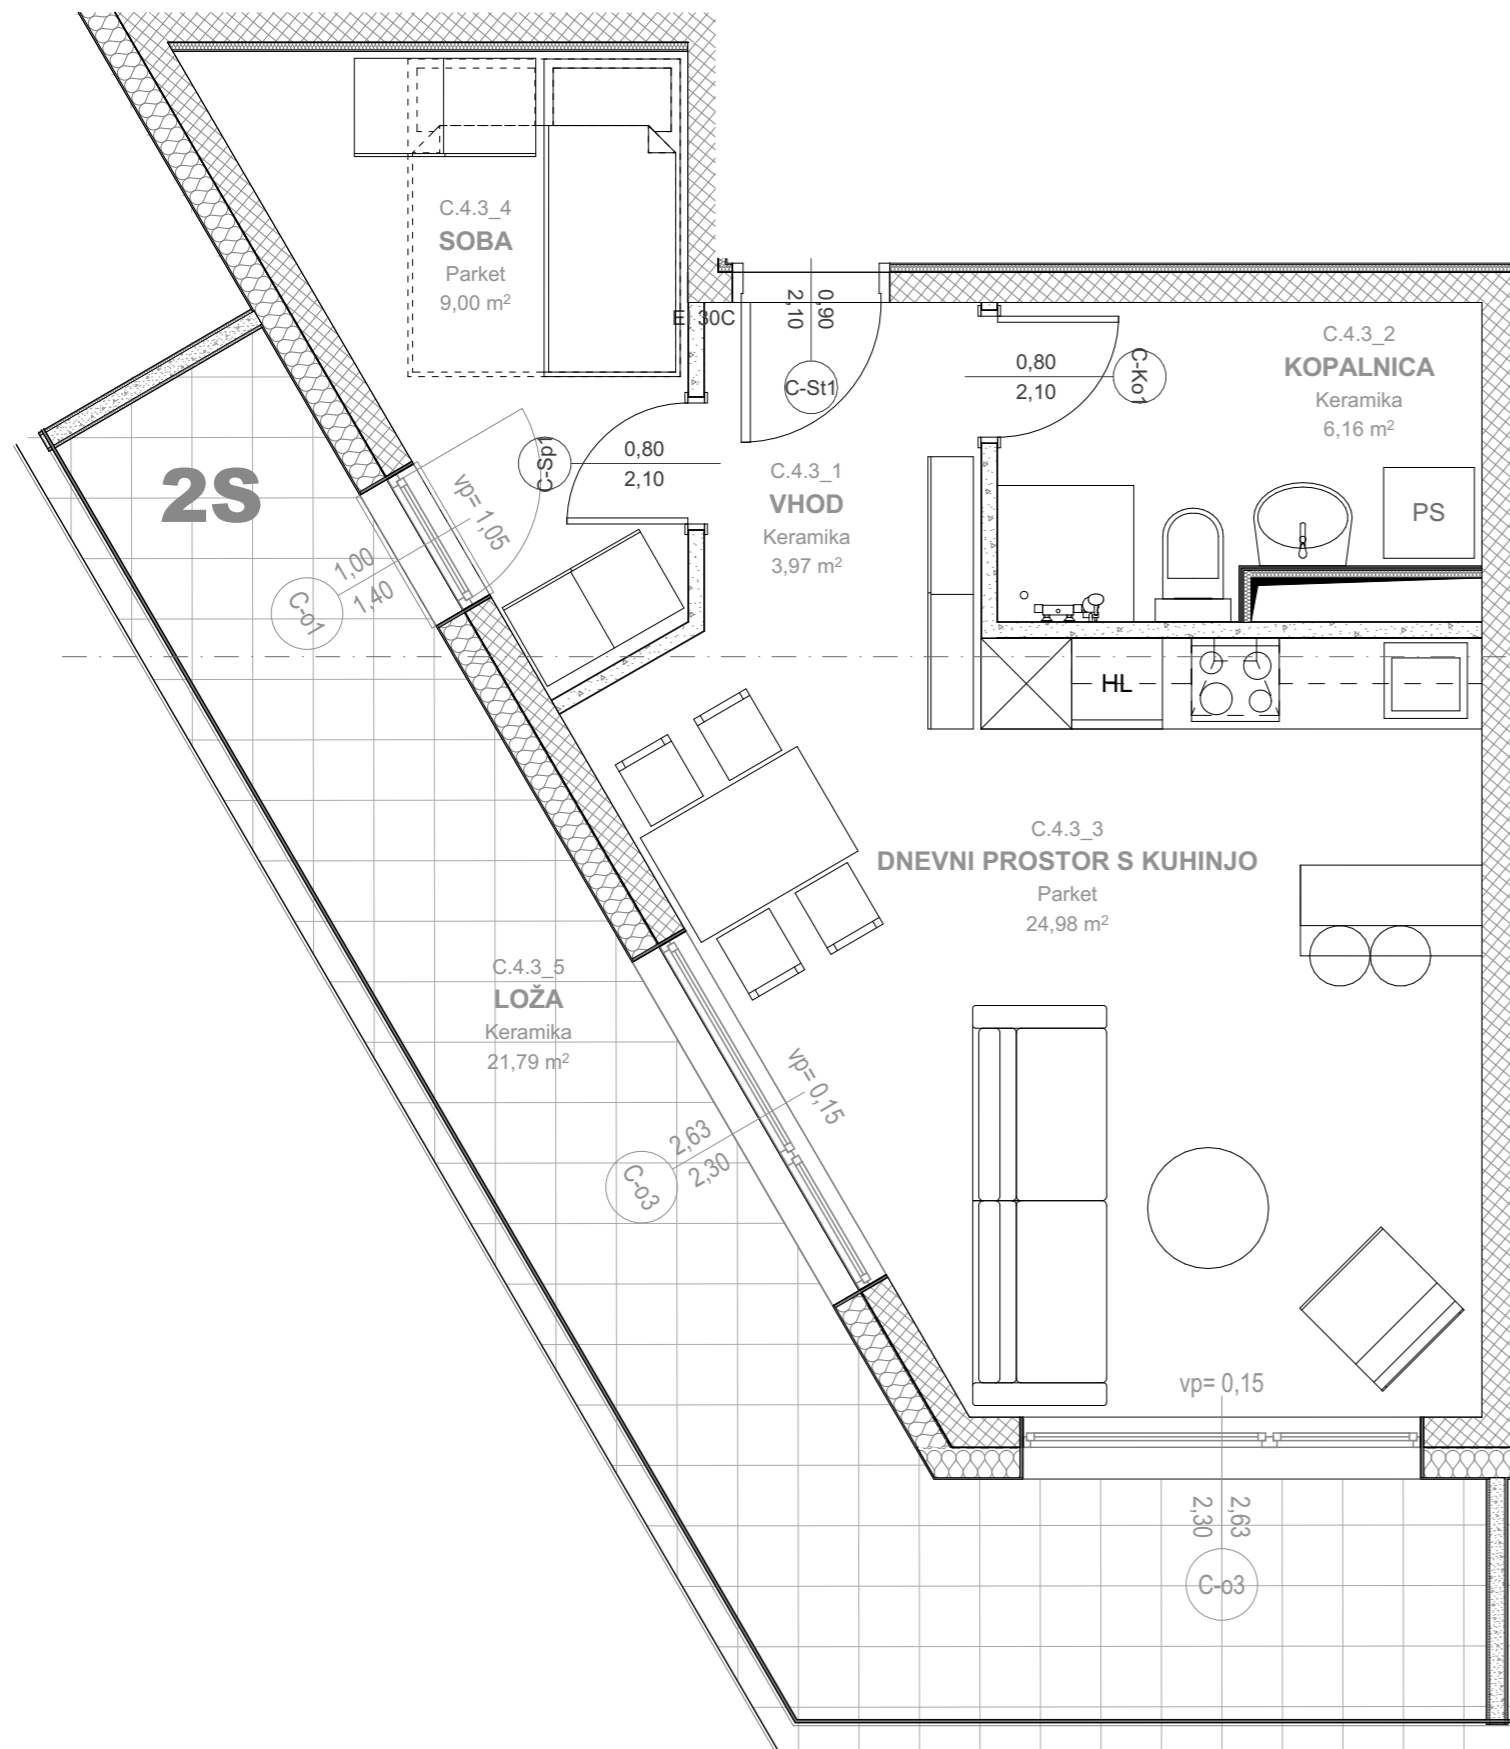 C.4.3_4
SOBA
Parket
9,00 m²
EI 30C
0,90
2,10
C-St1
0,80
2,10
C-Ko1
C.4.3_2
KOPALNICA
Keramika
6,16 m²
2S
vp= 1,05
1,00
1,40
C-o1
C-Sp1
0,80
2,10
C.4.3_1
VHOD
Keramika
3,97 m²
PS
HL
C.4.3_3
DNEVNI PROSTOR S KUHINJO
Parket
24,98 m²
C.4.3_5
LOŽA
Keramika
21,79 m²
vp= 0,15
2,63
2,30
C-o3
vp= 0,15
2,63
2,30
C-o3